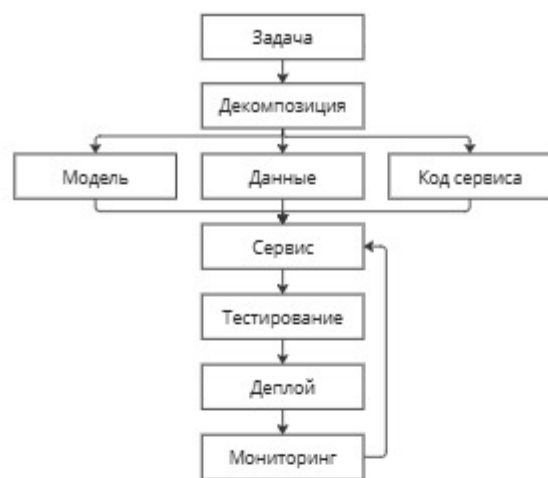 Задача
Декомпозиция
Модель
Данные
Код сервиса
Сервис
Тестирование
Деплой
Мониторинг